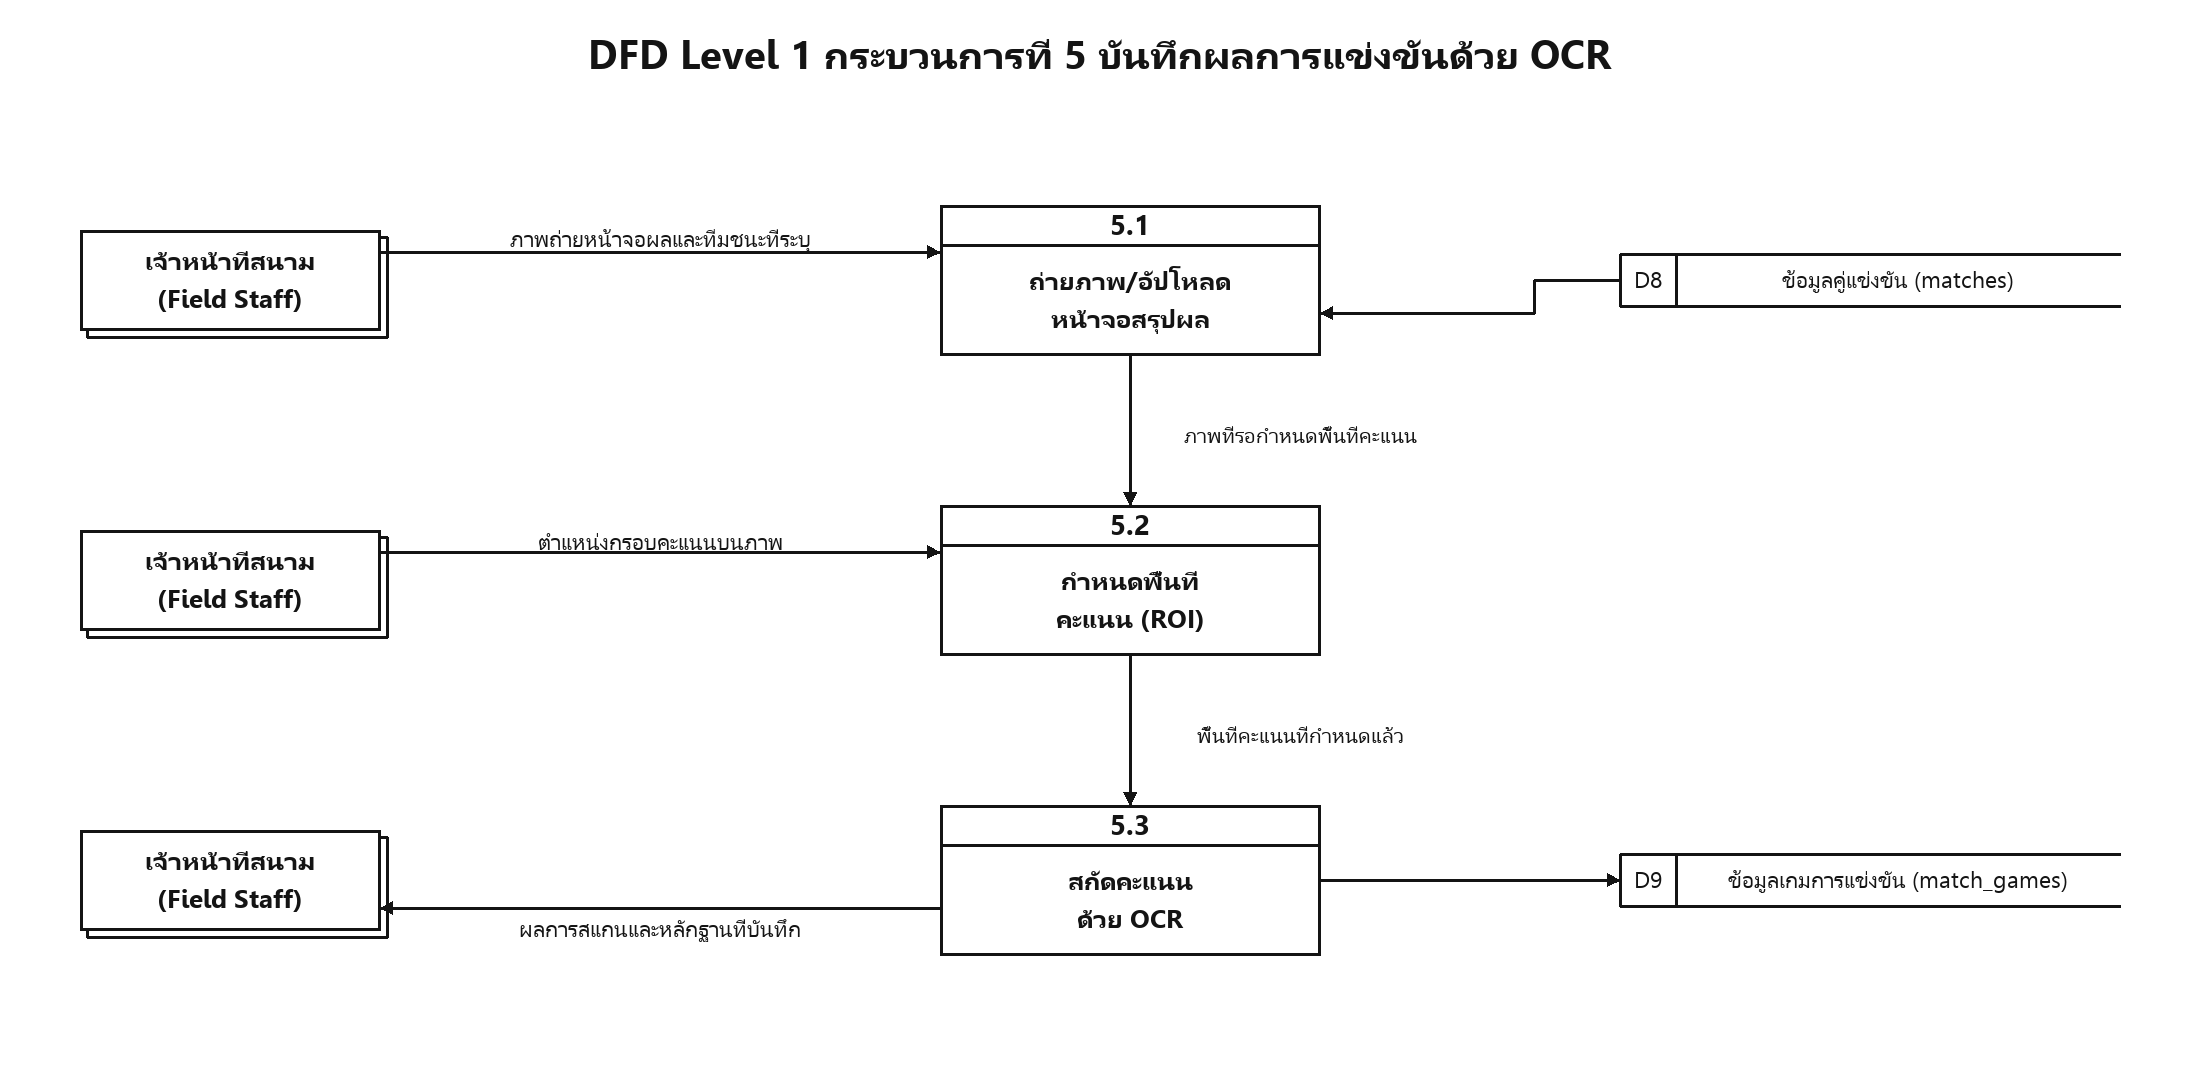 DFD Level 1 กระบวนการที 5 บันทึกผลการแข่งขันด้วย OCR
เจ้าหน้าทีสนาม
(Field Staff)
ภาพถ่ายหน้าจอผลและทีมชนะทีระบุ
5.1
ถ่ายภาพ/อัปโหลด
หน้าจอสรุปผล
D8
ข้อมูลคู่แข่งขัน (matches)
ภาพทีรอกำหนดพื้นทีคะแนน
เจ้าหน้าทีสนาม
(Field Staff)
ตำแหน่งกรอบคะแนนบนภาพ
5.2
กำหนดพื้นที
คะแนน (ROI)
พื้นทีคะแนนทีกำหนดแล้ว
เจ้าหน้าทีสนาม
(Field Staff)
ผลการสแกนและหลักฐานทีบันทึก
5.3
สกัดคะแนน
ด้วย OCR
D9
ข้อมูลเกมการแข่งขัน (match_games)